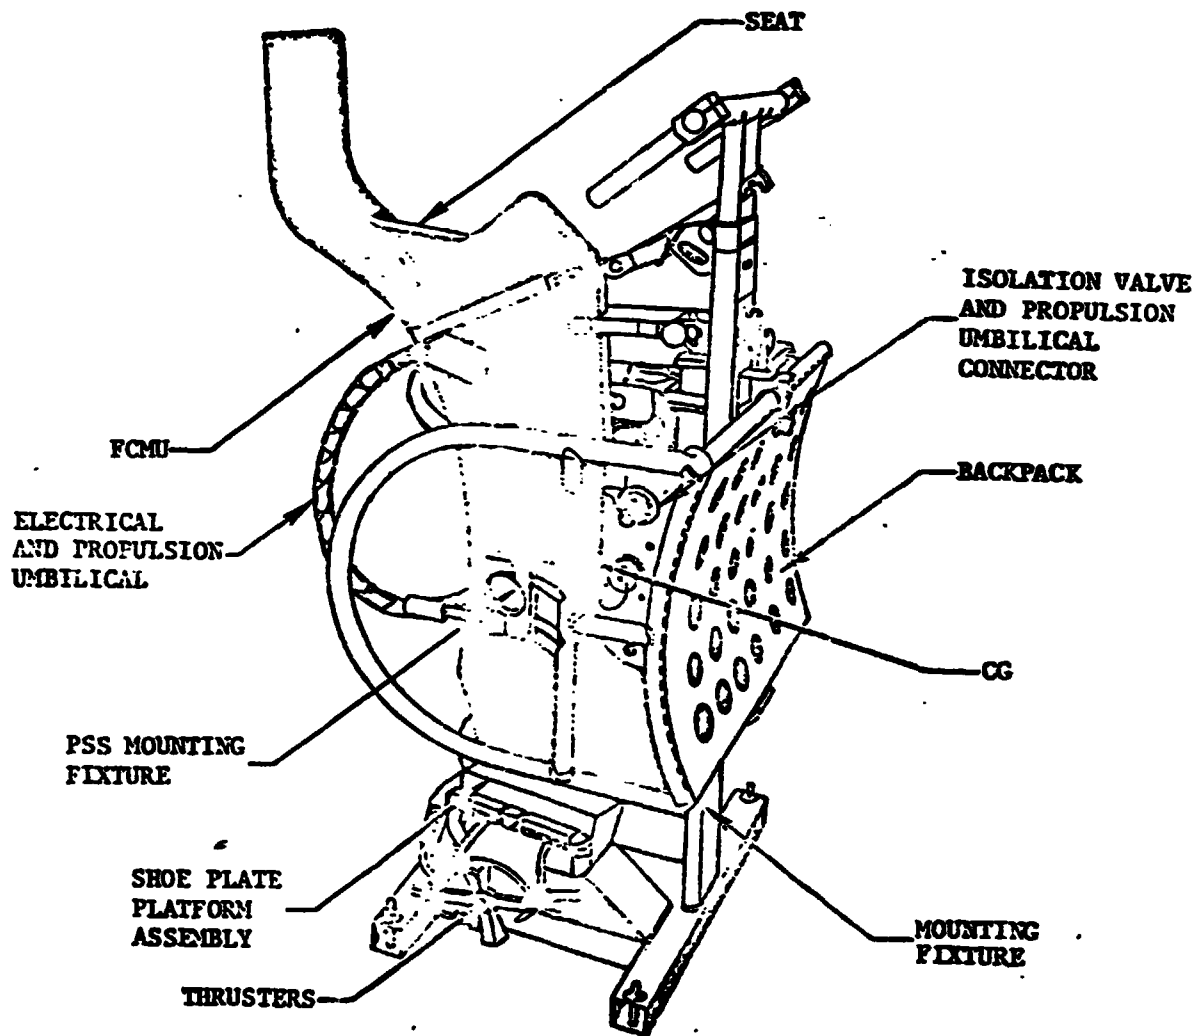 SEAT
ISOLATION VALVE
AND PROPULSION
UMBILICAL
CONNECTOR
FCMU
BACKPACK
ELECTRICAL
AND PROPULSION
UMBILICAL
CG
PSS MOUNTING
FIXTURE
SHOE PLATE
PLATFORM
ASSEMBLY
MOUNTING
FIXTURE
THRUSTERS